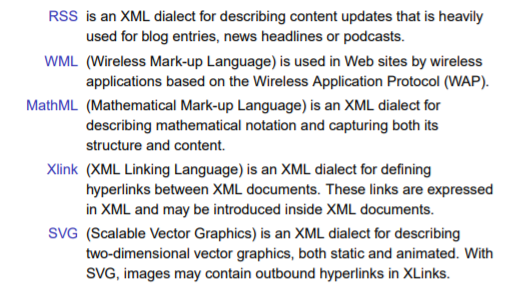 RSS is an XML dialect for describing content updates that is heavily
used for blog entries, news headlines or podcasts.
WML (Wireless Mark-up Language) is used in Web sites by wireless
applications based on the Wireless Application Protocol (WAP).
MathML (Mathematical Mark-up Language) is an XML dialect for
describing mathematical notation and capturing both its
structure and content.
Xlink (XML Linking Language) is an XML dialect for defining
hyperlinks between XML documents. These links are expressed
in XML and may be introduced inside XML documents.
SVG (Scalable Vector Graphics) is an XML dialect for describing
two-dimensional vector graphics, both static and animated. With
SVG, images may contain outbound hyperlinks in XLinks.